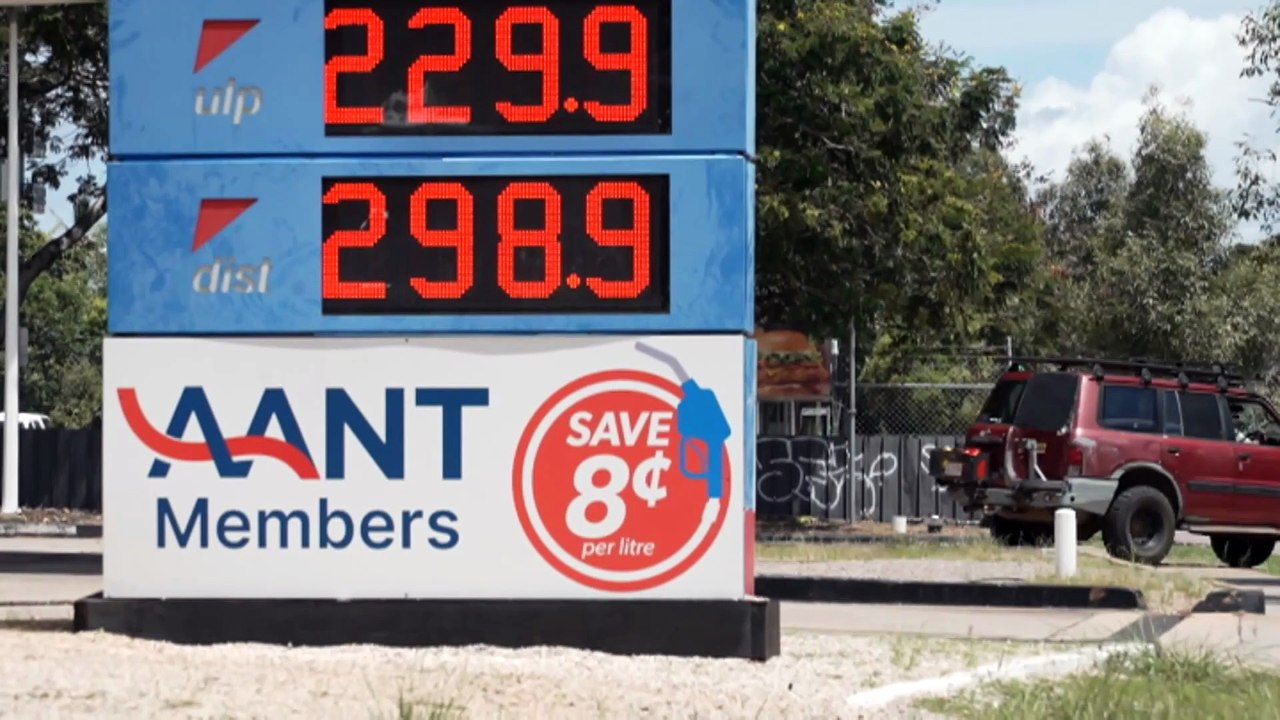 ulp 229.9
dist 298.9
AANT
Members
SAVE
8¢
per litre